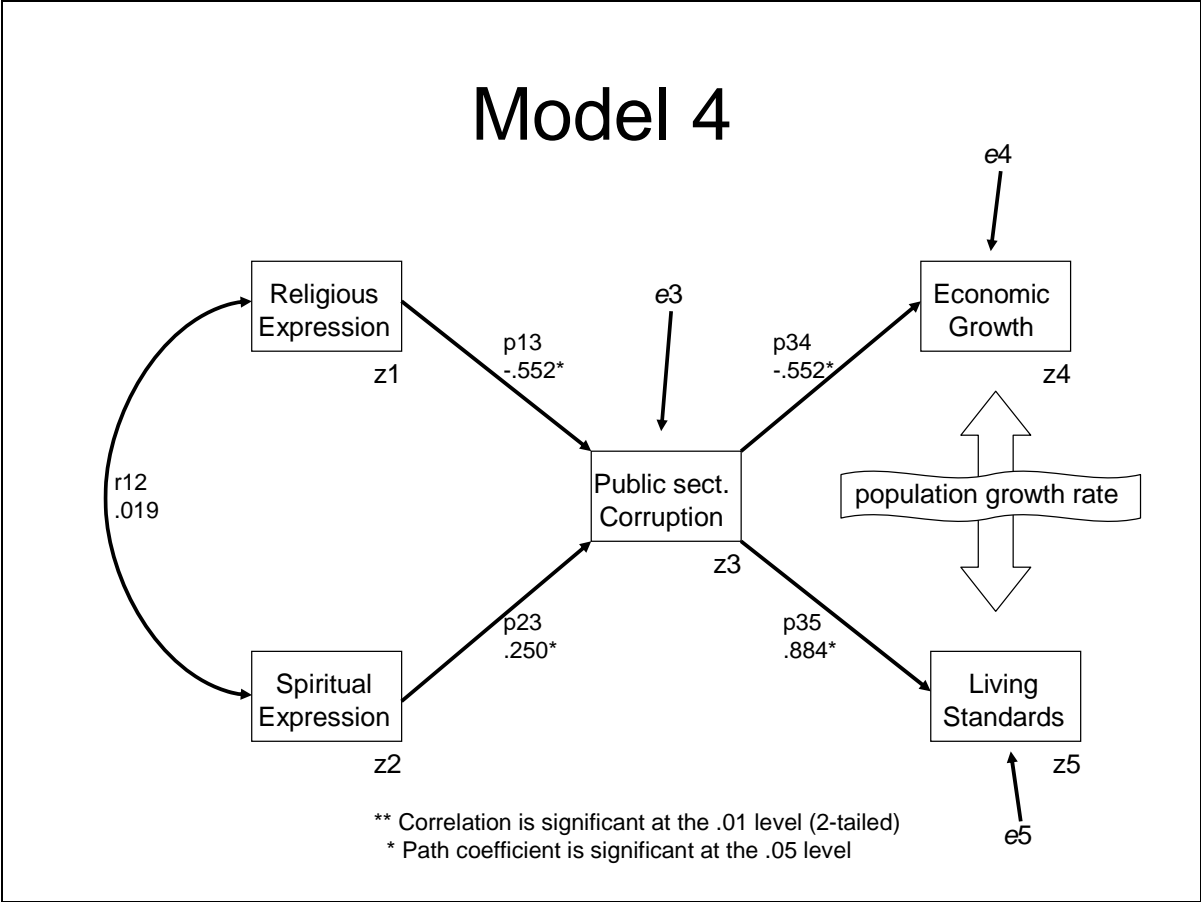 Model 4
e4
Religious
Expression
z1
e3
Economic
Growth
z4
p13
-.552*
p34
-.552*
r12
.019
Public sect.
Corruption
z3
population growth rate
p23
.250*
p35
.884*
Spiritual
Expression
z2
Living
Standards
z5
** Correlation is significant at the .01 level (2-tailed)
* Path coefficient is significant at the .05 level
e5